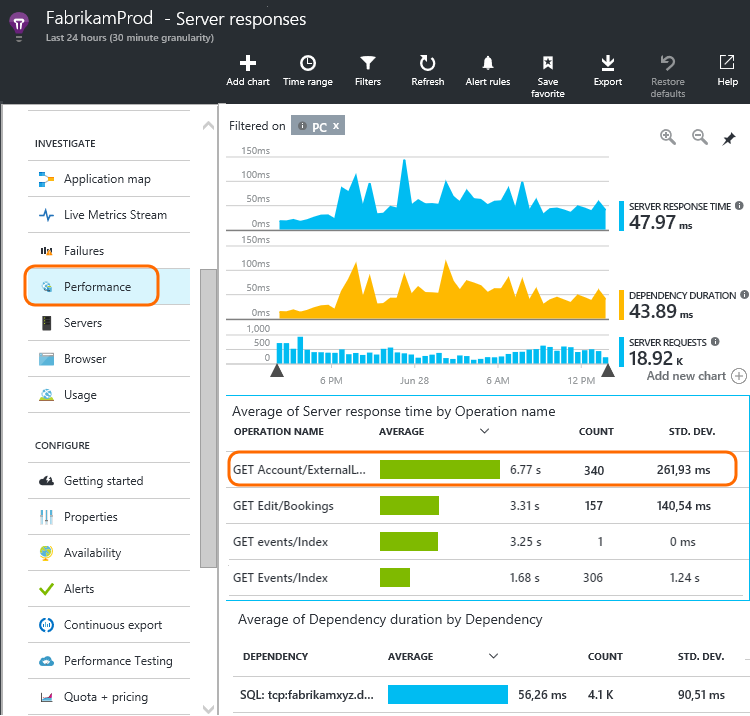 FabrikamProd - Server responses
Last 24 hours (30 minute granularity)
Add chart
Time range
Filters
Refresh
Alert rules
Save favorite
Export
Restore defaults
Help
INVESTIGATE
Application map
Live Metrics Stream
Failures
Performance
Servers
Browser
Usage
CONFIGURE
Getting started
Properties
Availability
Alerts
Continuous export
Performance Testing
Quota + pricing
Filtered on PC x
150ms
100ms
50ms
0ms
SERVER RESPONSE TIME
47.97 ms
150ms
100ms
50ms
0ms
DEPENDENCY DURATION
43.89 ms
1,000
500
0
SERVER REQUESTS
18.92 K
6 PM Jun 28 6 AM 12 PM
Add new chart
Average of Server response time by Operation name
OPERATION NAME AVERAGE COUNT STD. DEV.
GET Account/ExternalL... 6.77 s 340 261,93 ms
GET Edit/Bookings 3.31 s 157 140,54 ms
GET events/Index 3.25 s 1 0 ms
GET Events/Index 1.68 s 306 1.24 s
Average of Dependency duration by Dependency
DEPENDENCY AVERAGE COUNT STD. DEV.
SQL: tcp:fabrikamxyz.d... 56,26 ms 4.1 K 90,51 ms